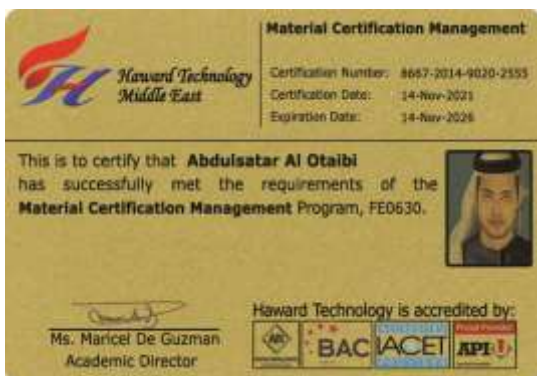 Material Certification Management
Haward Technology
Middle East
Certification Number: 8667-2014-9020-2555
Certification Date: 14-Nov-2021
Expiration Date: 14-Nov-2026
This is to certify that Abdulsatar Al Otaibi
has successfully met the requirements of the
Material Certification Management Program, FE0630.
Ms. Maricel De Guzman
Academic Director
Haward Technology is accredited by:
BAC
IACET
API